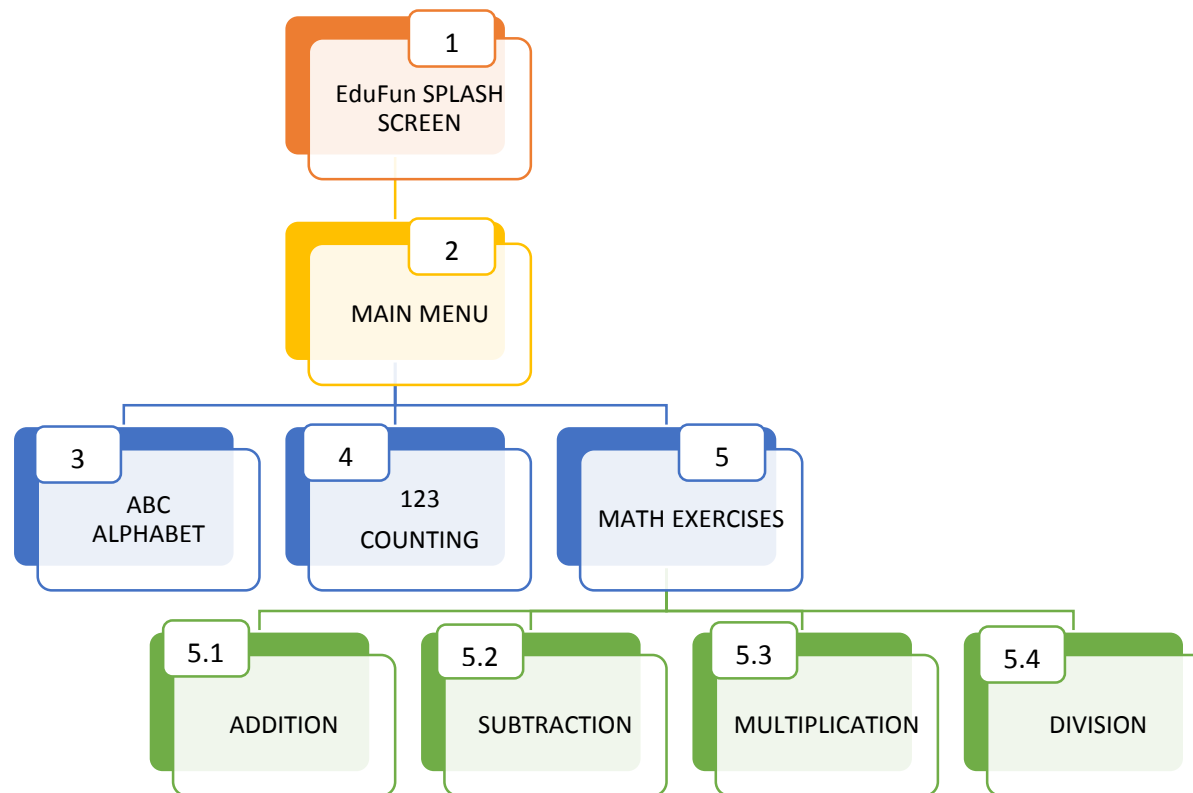 1
EduFun SPLASH
SCREEN
2
MAIN MENU
3
ABC
ALPHABET
4
123
COUNTING
5
MATH EXERCISES
5.1
ADDITION
5.2
SUBTRACTION
5.3
MULTIPLICATION
5.4
DIVISION